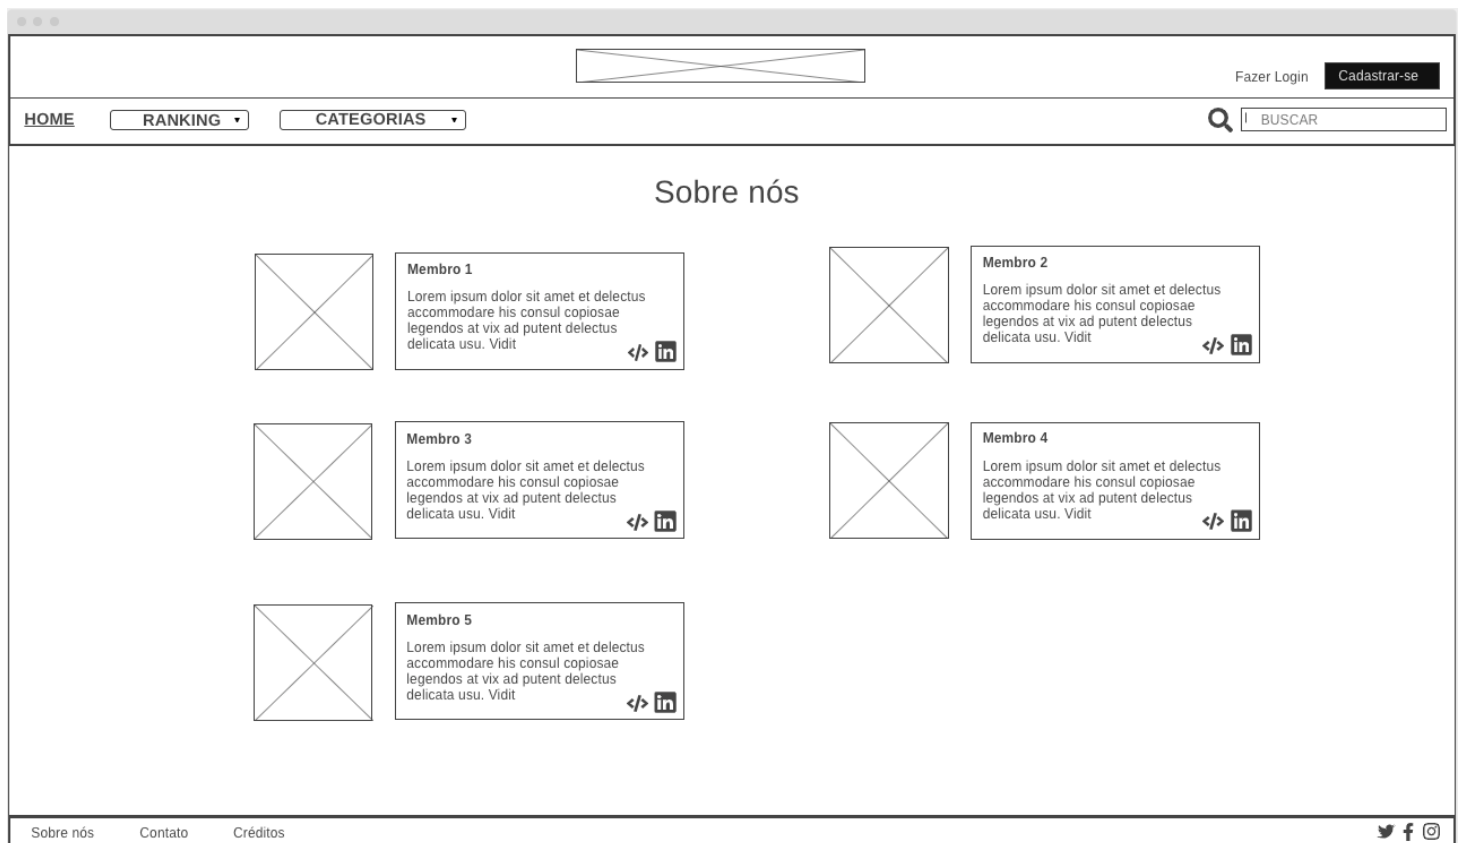 Fazer Login
Cadastrar-se
HOME
RANKING
CATEGORIAS
BUSCAR
Sobre nós
Membro 1
Lorem ipsum dolor sit amet et delectus
accommodare his consul copiosae
legendos at vix ad putent delectus
delicata usu. Vidit
</>
in
Membro 2
Lorem ipsum dolor sit amet et delectus
accommodare his consul copiosae
legendos at vix ad putent delectus
delicata usu. Vidit
</>
in
Membro 3
Lorem ipsum dolor sit amet et delectus
accommodare his consul copiosae
legendos at vix ad putent delectus
delicata usu. Vidit
</>
in
Membro 4
Lorem ipsum dolor sit amet et delectus
accommodare his consul copiosae
legendos at vix ad putent delectus
delicata usu. Vidit
</>
in
Membro 5
Lorem ipsum dolor sit amet et delectus
accommodare his consul copiosae
legendos at vix ad putent delectus
delicata usu. Vidit
</>
in
Sobre nós
Contato
Créditos